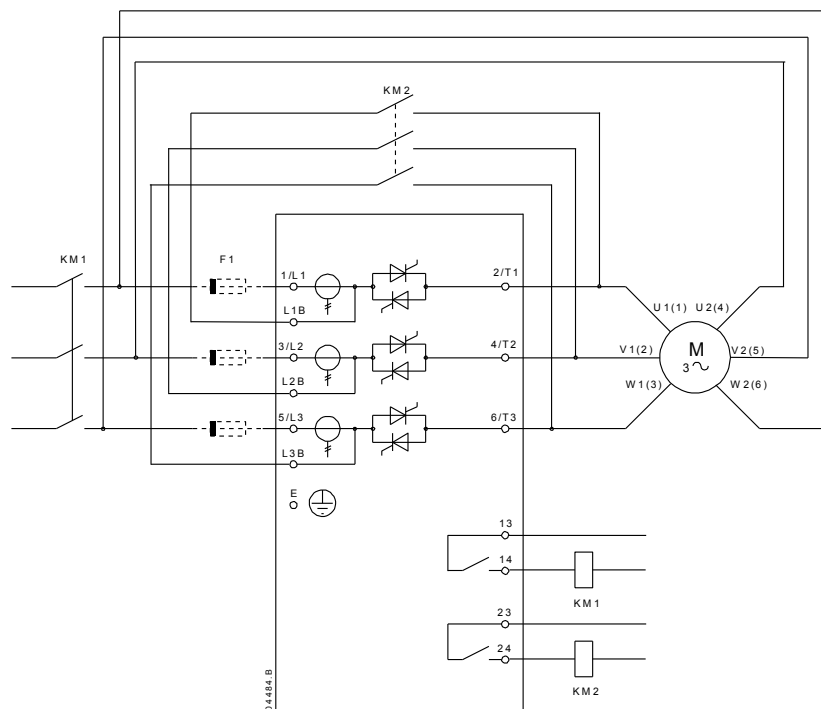 KM2
KM1
F1
1/L1
2/T1
L1B
U1(1) U2(4)
3/L2
4/T2
V1(2)
M
3
V2(5)
L2B
W1(3)
W2(6)
5/L3
6/T3
L3B
E
13
14
KM1
23
24
KM2
04484.B